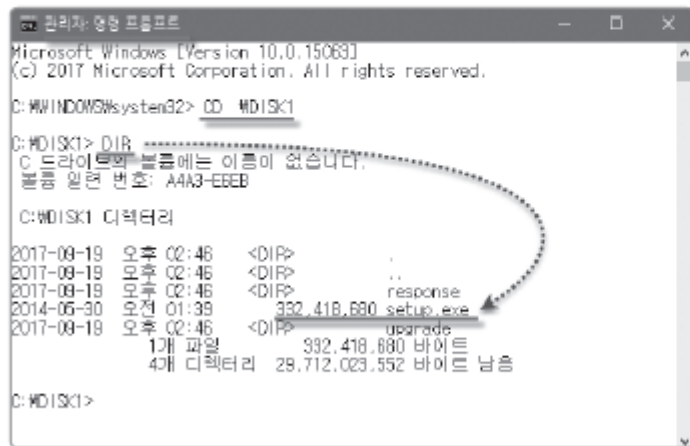 관리자: 명령 프롬프트
Microsoft Windows [Version 10.0.15063]
(c) 2017 Microsoft Corporation. All rights reserved.
C:₩WINDOWS₩system32> CD ₩DISK1
C:₩DISK1> DIR
C 드라이브의 볼륨에는 이름이 없습니다.
볼륨 일련 번호: A4A3-E6EB
C:₩DISK1 디렉터리
2017-09-19 오후 02:46 <DIR> .
2017-09-19 오후 02:46 <DIR> ..
2017-09-19 오후 02:46 <DIR> response
2014-05-30 오전 01:39 332,418,680 setup.exe
2017-09-19 오후 02:46 <DIR> upgrade
1개 파일 332,418,680 바이트
4개 디렉터리 29,712,023,552 바이트 남음
C:₩DISK1>